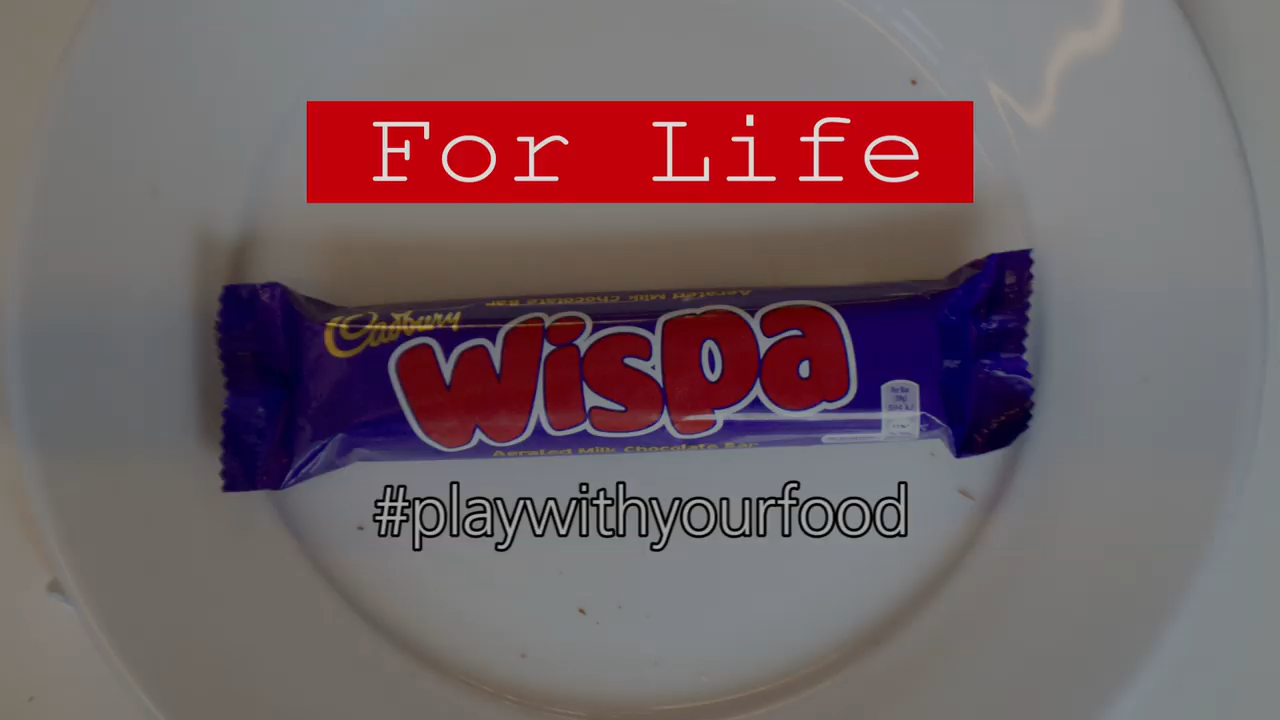 For Life
Aerated Milk Chocolate Bar
Cadbury
Wispa
Aerated Milk Chocolate Bar
#playwithyourfood